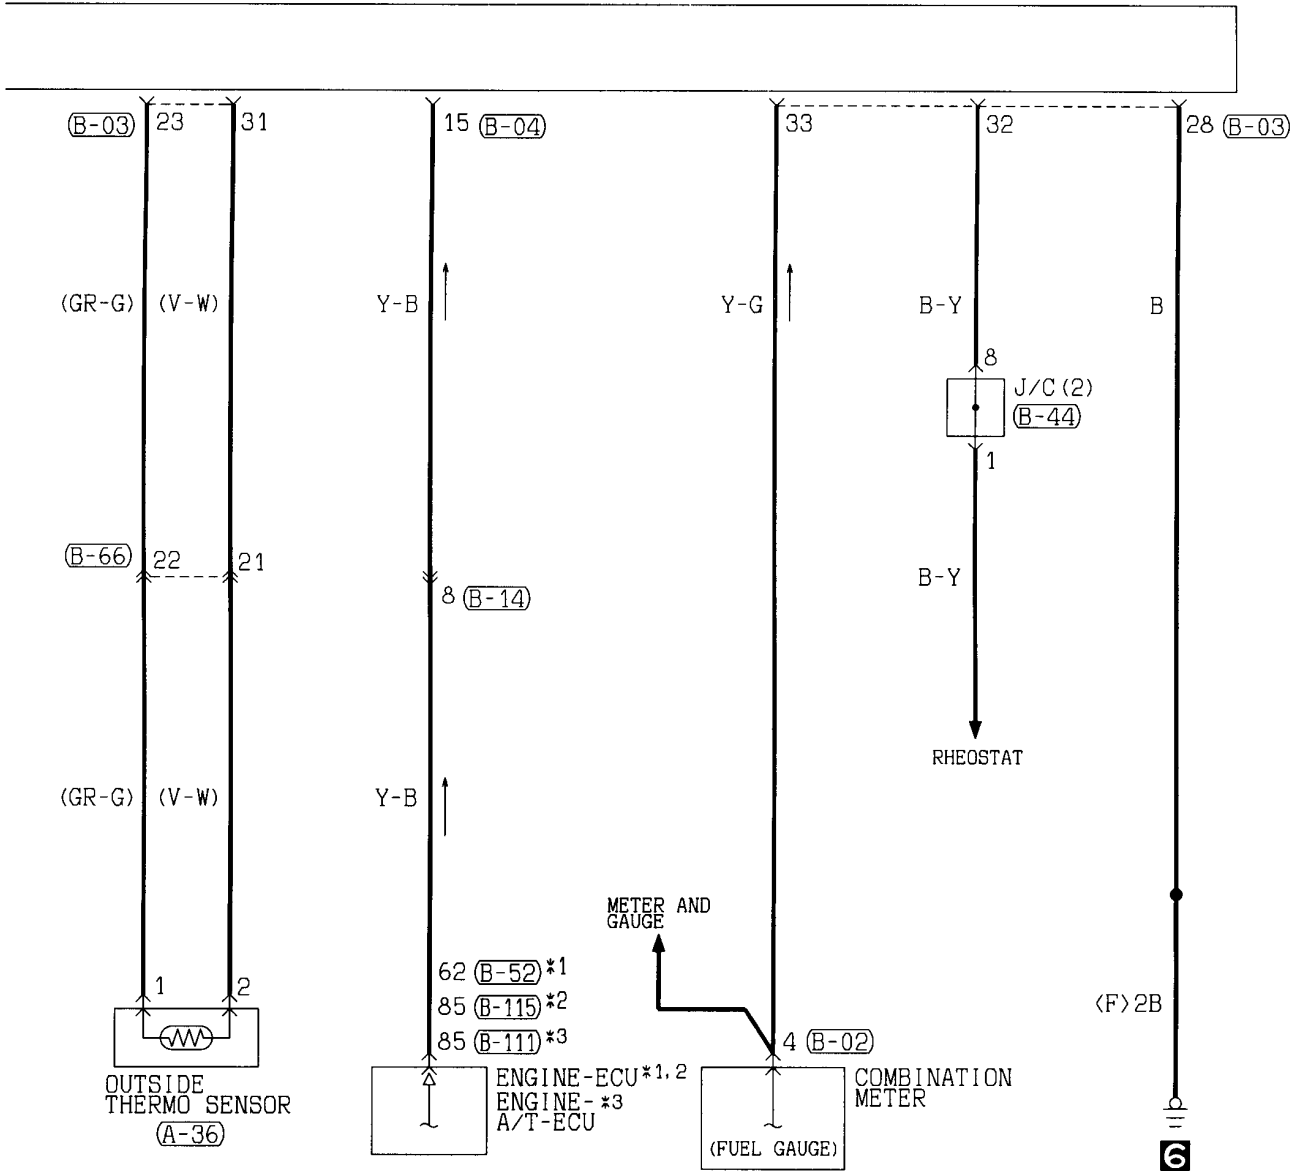 (B-03) 23 31 15 (B-04) 33 32 28 (B-03)
(GR-G) (V-W) Y-B Y-G B-Y B
8
J/C(2)
(B-44)
1
(B-66) 22 21
8 (B-14)
B-Y
RHEOSTAT
(GR-G) (V-W) Y-B
METER AND
GAUGE
1 2
62 (B-52)*1
85 (B-115)*2
85 (B-111)*3
<F>2B
4 (B-02)
OUTSIDE
THERMO SENSOR
(A-36)
ENGINE-ECU*1,2
ENGINE-*3
A/T-ECU
COMBINATION
METER
(FUEL GAUGE)
6